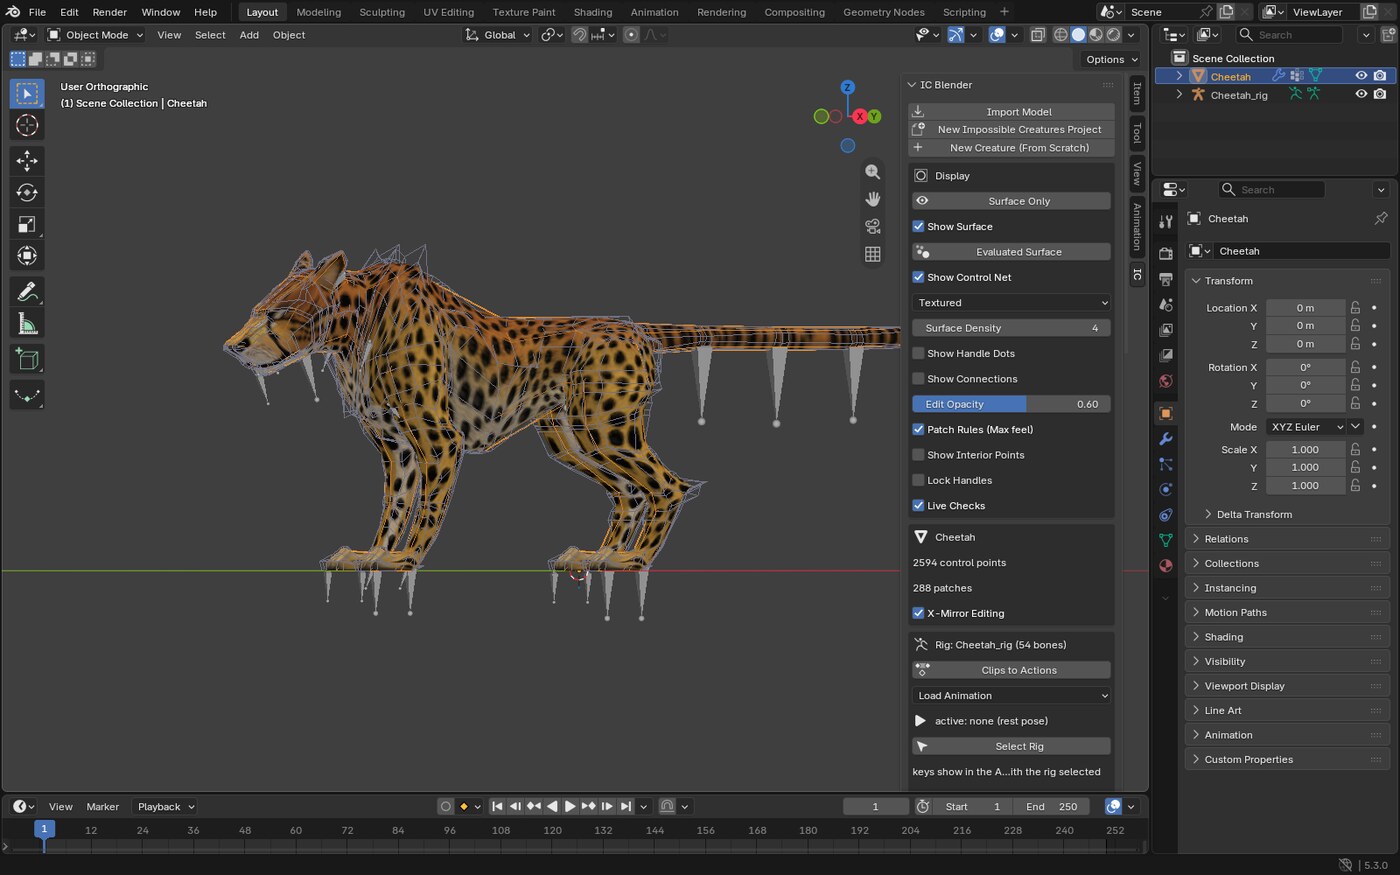 File Edit Render Window Help Layout Modeling Sculpting UV Editing Texture Paint Shading Animation Rendering Compositing Geometry Nodes Scripting Scene ViewLayer
Object Mode View Select Add Object Global Search
Options
User Orthographic
(1) Scene Collection | Cheetah
Z
X
Y
IC Blender
Import Model
New Impossible Creatures Project
New Creature (From Scratch)
Display
Surface Only
Show Surface
Evaluated Surface
Show Control Net
Textured
Surface Density 4
Show Handle Dots
Show Connections
Edit Opacity 0.60
Patch Rules (Max feel)
Show Interior Points
Lock Handles
Live Checks
Cheetah
2594 control points
288 patches
X-Mirror Editing
Rig: Cheetah_rig (54 bones)
Clips to Actions
Load Animation
active: none (rest pose)
Select Rig
keys show in the A...ith the rig selected
Item
Tool
View
Animation
IC
Scene Collection
Cheetah
Cheetah_rig
Search
Cheetah
Cheetah
Transform
Location X 0 m
Y 0 m
Z 0 m
Rotation X 0°
Y 0°
Z 0°
Mode XYZ Euler
Scale X 1.000
Y 1.000
Z 1.000
Delta Transform
Relations
Collections
Instancing
Motion Paths
Shading
Visibility
Viewport Display
Line Art
Animation
Custom Properties
View Marker Playback 1 Start 1 End 250
1 12 24 36 48 60 72 84 96 108 120 132 144 156 168 180 192 204 216 228 240 252
5.3.0